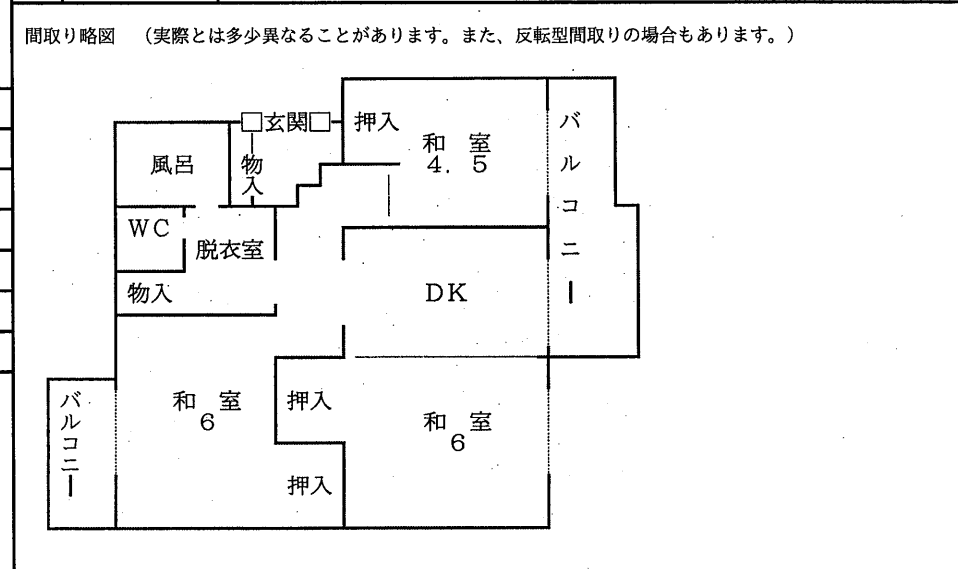 間取り略図　（実際とは多少異なることがあります。また、反転型間取りの場合もあります。）
□玄関□
押入
和　室
４．５
バルコニー
風呂
物入
ＷＣ
脱衣室
物入
ＤＫ
バルコニー
和　室
６
押入
和　室
６
押入